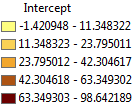 Intercept
-1.420948 - 11.348322
11.348323 - 23.795011
23.795012 - 42.304617
42.304618 - 63.349302
63.349303 - 98.642189